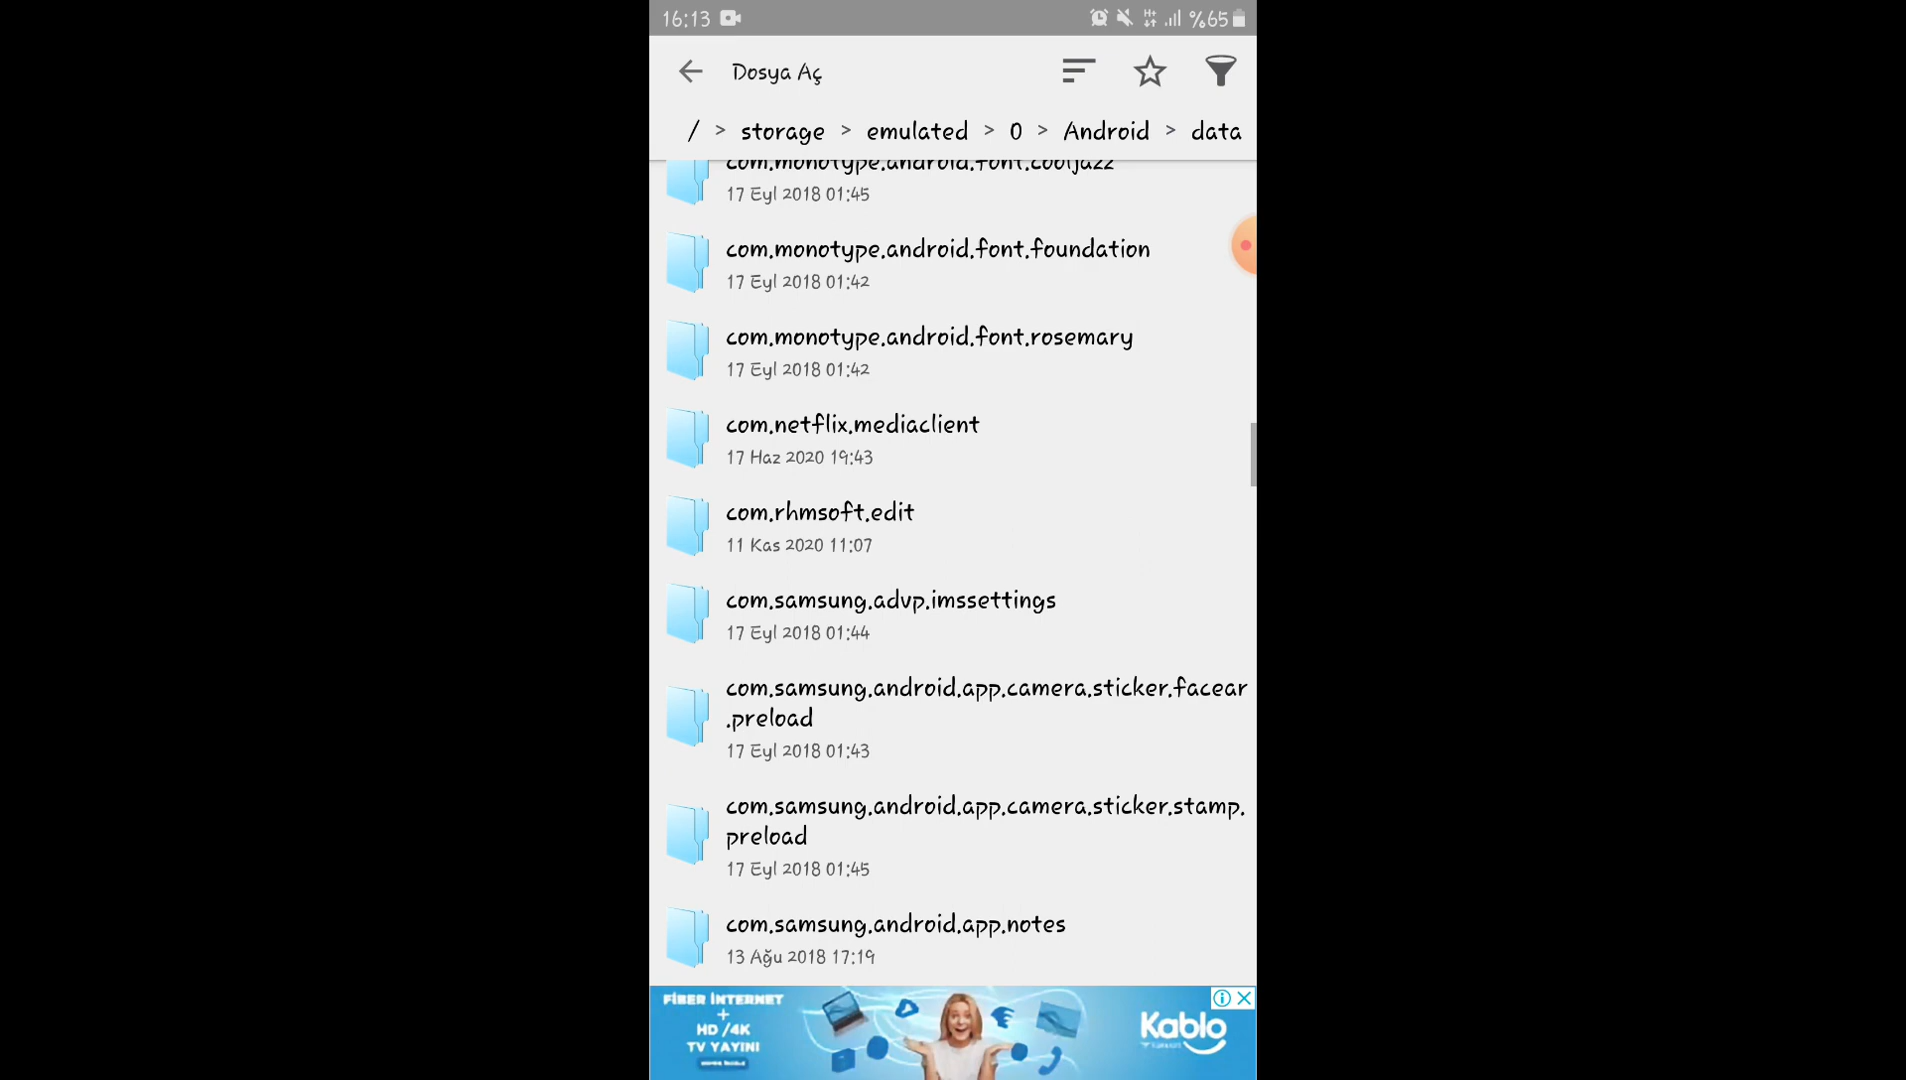 16:13
%65
Dosya Aç
/ > storage > emulated > 0 > Android > data
com.monotype.android.font.cooljazz
17 Eyl 2018 01:45
com.monotype.android.font.foundation
17 Eyl 2018 01:42
com.monotype.android.font.rosemary
17 Eyl 2018 01:42
com.netflix.mediaclient
17 Haz 2020 19:43
com.rhmsoft.edit
11 Kas 2020 11:07
com.samsung.advp.imssettings
17 Eyl 2018 01:44
com.samsung.android.app.camera.sticker.facear
.preload
17 Eyl 2018 01:43
com.samsung.android.app.camera.sticker.stamp.
preload
17 Eyl 2018 01:45
com.samsung.android.app.notes
13 Ağu 2018 17:19
FİBER İNTERNET
+
HD /4K
TV YAYINI
Kablo